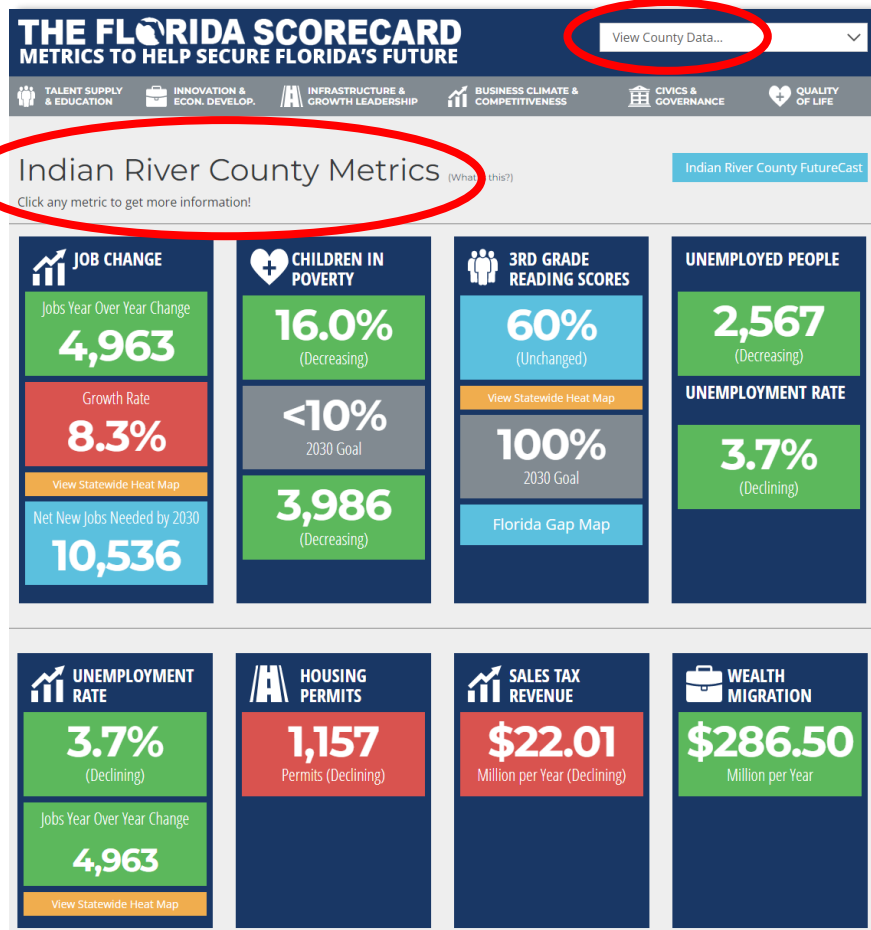 THE FLORIDA SCORECARD
METRICS TO HELP SECURE FLORIDA'S FUTURE
View County Data...
TALENT SUPPLY
& EDUCATION
INNOVATION &
ECON. DEVELOP.
INFRASTRUCTURE &
GROWTH LEADERSHIP
BUSINESS CLIMATE &
COMPETITIVENESS
CIVICS &
GOVERNANCE
QUALITY
OF LIFE
Indian River County Metrics (What this?)
Click any metric to get more information!
Indian River County FutureCast
JOB CHANGE
Jobs Year Over Year Change
4,963
Growth Rate
8.3%
View Statewide Heat Map
Net New Jobs Needed by 2030
10,536
CHILDREN IN
POVERTY
16.0%
(Decreasing)
<10%
2030 Goal
3,986
(Decreasing)
3RD GRADE
READING SCORES
60%
(Unchanged)
View Statewide Heat Map
100%
2030 Goal
Florida Gap Map
UNEMPLOYED PEOPLE
2,567
(Decreasing)
UNEMPLOYMENT RATE
3.7%
(Declining)
UNEMPLOYMENT
RATE
3.7%
(Declining)
Jobs Year Over Year Change
4,963
View Statewide Heat Map
HOUSING
PERMITS
1,157
Permits (Declining)
SALES TAX
REVENUE
$22.01
Million per Year (Declining)
WEALTH
MIGRATION
$286.50
Million per Year